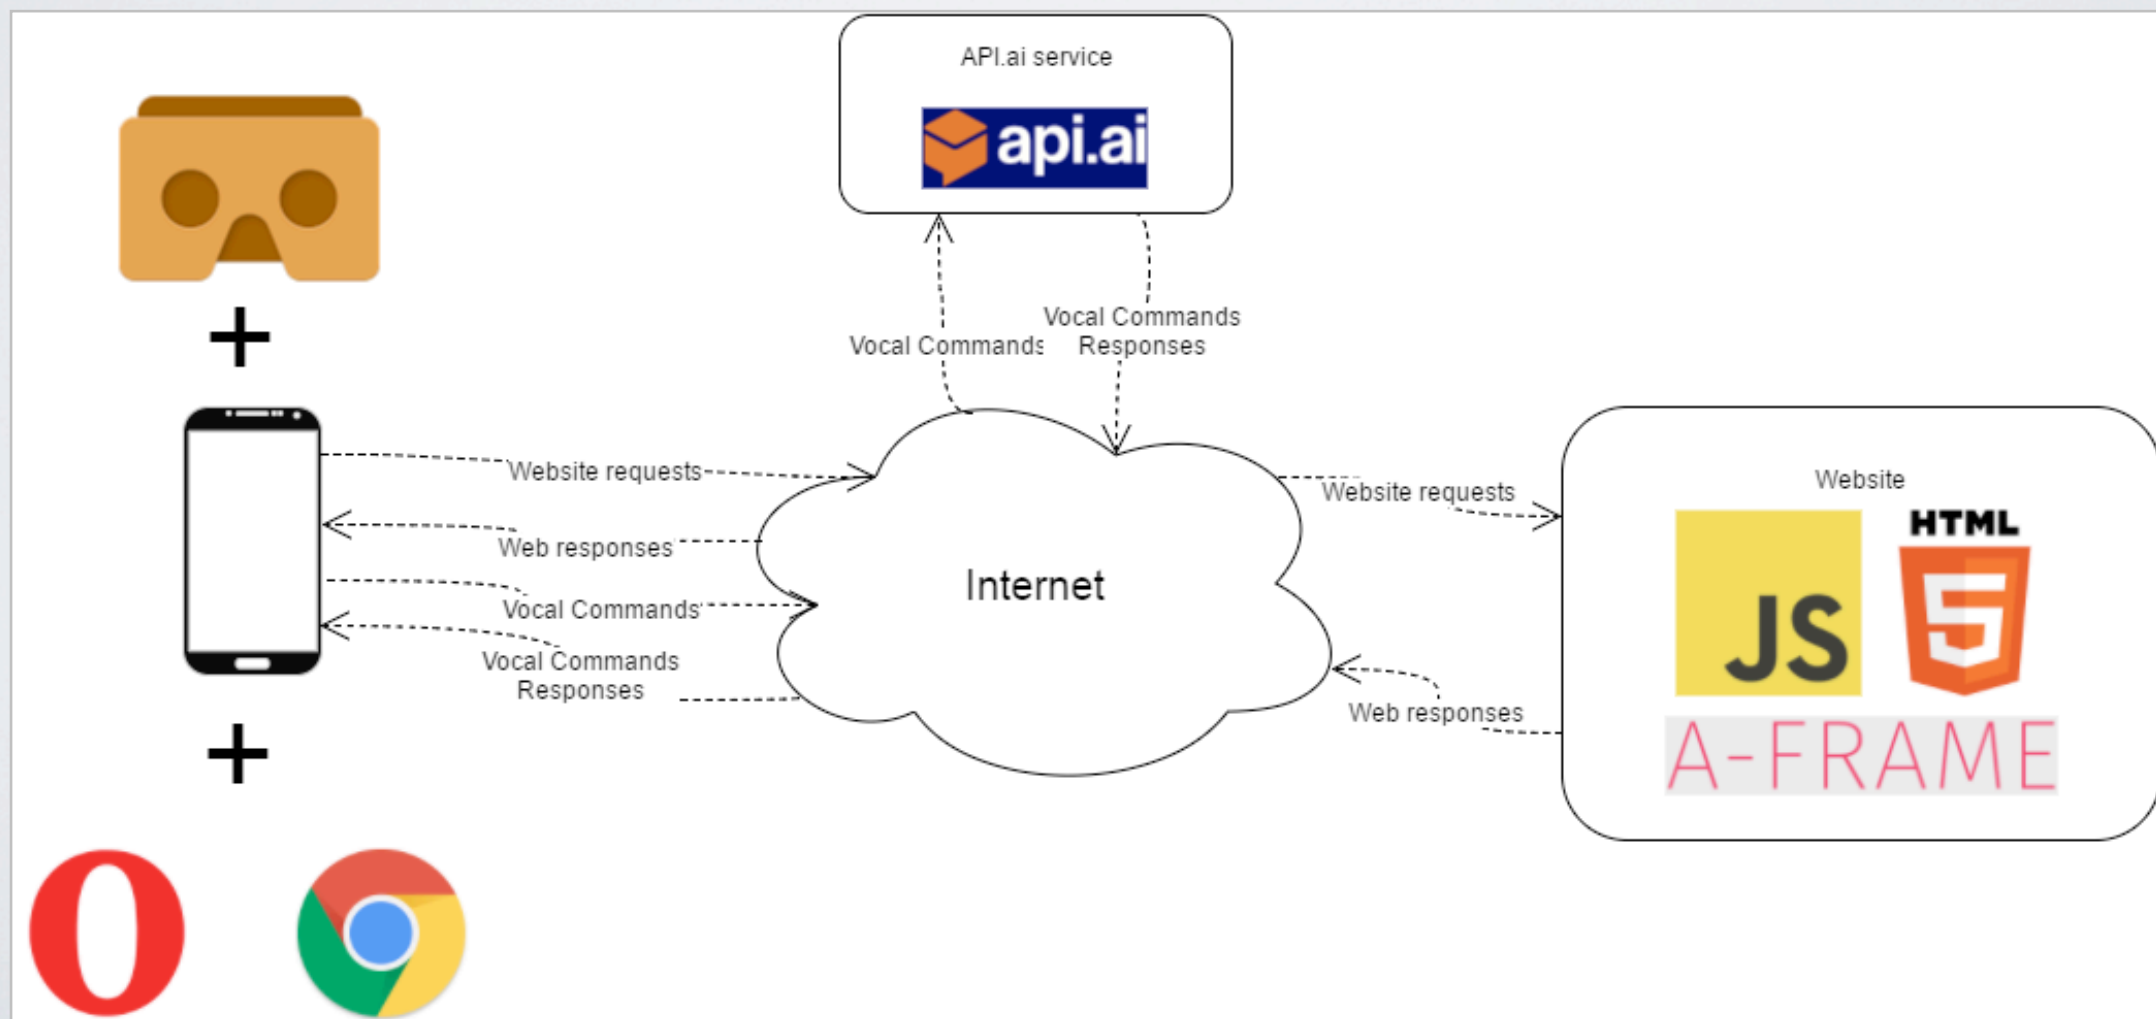 API.ai service
api.ai
Vocal Commands
Vocal Commands
Responses
Website requests
Web responses
Vocal Commands
Vocal Commands
Responses
Internet
Website requests
Web responses
Website
JS
HTML
5
A-FRAME